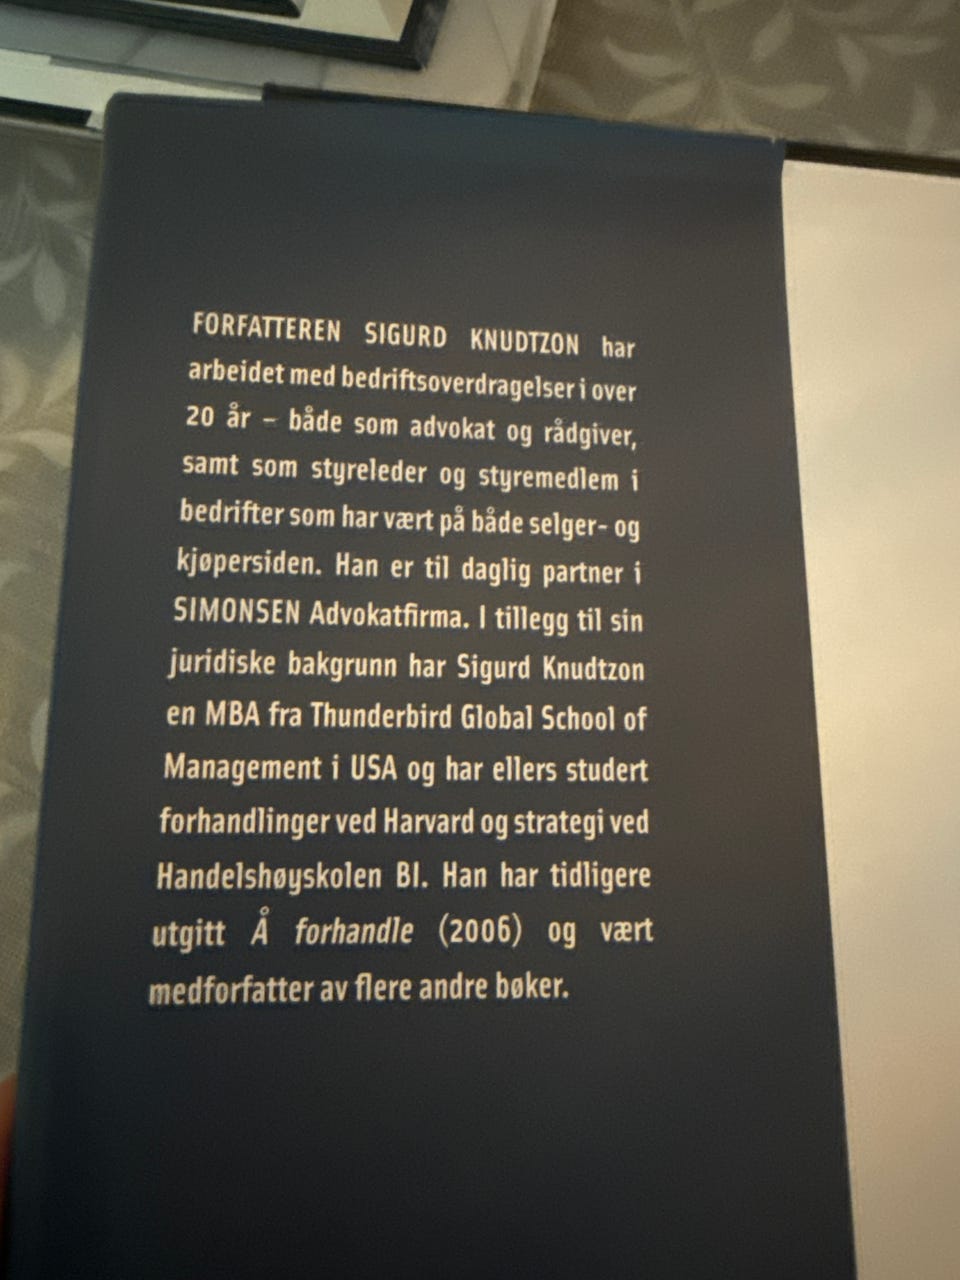 FORFATTEREN SIGURD KNUDTZON har
arbeidet med bedriftsoverdragelser i over
20 år – både som advokat og rådgiver,
samt som styreleder og styremedlem i
bedrifter som har vært på både selger- og
kjøpersiden. Han er til daglig partner i
SIMONSEN Advokatfirma. I tillegg til sin
juridiske bakgrunn har Sigurd Knudtzon
en MBA fra Thunderbird Global School of
Management i USA og har ellers studert
forhandlinger ved Harvard og strategi ved
Handelshøyskolen BI. Han har tidligere
utgitt Å forhandle (2006) og vært
medforfatter av flere andre bøker.